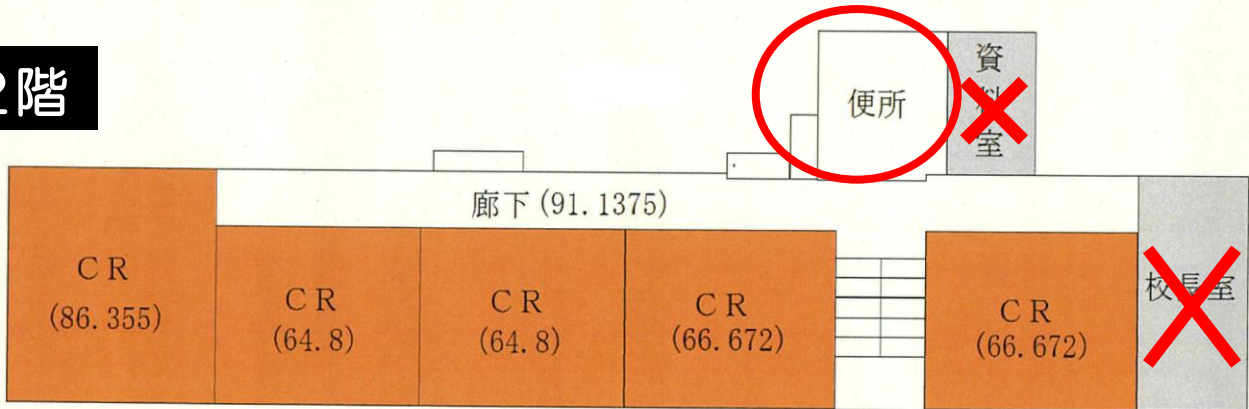 2階
便所
資
料
室
廊下(91.1375)
CR
(86.355)
CR
(64.8)
CR
(64.8)
CR
(66.672)
CR
(66.672)
校長室